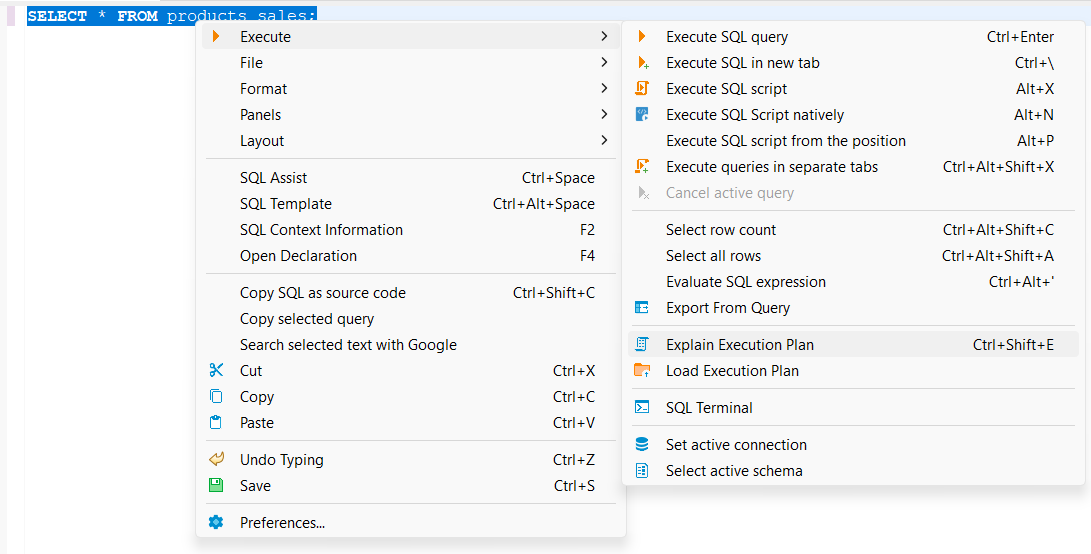 SELECT * FROM products_sales;
Execute
File
Format
Panels
Layout
SQL Assist Ctrl+Space
SQL Template Ctrl+Alt+Space
SQL Context Information F2
Open Declaration F4
Copy SQL as source code Ctrl+Shift+C
Copy selected query
Search selected text with Google
Cut Ctrl+X
Copy Ctrl+C
Paste Ctrl+V
Undo Typing Ctrl+Z
Save Ctrl+S
Preferences...
Execute SQL query Ctrl+Enter
Execute SQL in new tab Ctrl+\
Execute SQL script Alt+X
Execute SQL Script natively Alt+N
Execute SQL script from the position Alt+P
Execute queries in separate tabs Ctrl+Alt+Shift+X
Cancel active query
Select row count Ctrl+Alt+Shift+C
Select all rows Ctrl+Alt+Shift+A
Evaluate SQL expression Ctrl+Alt+'
Export From Query
Explain Execution Plan Ctrl+Shift+E
Load Execution Plan
SQL Terminal
Set active connection
Select active schema